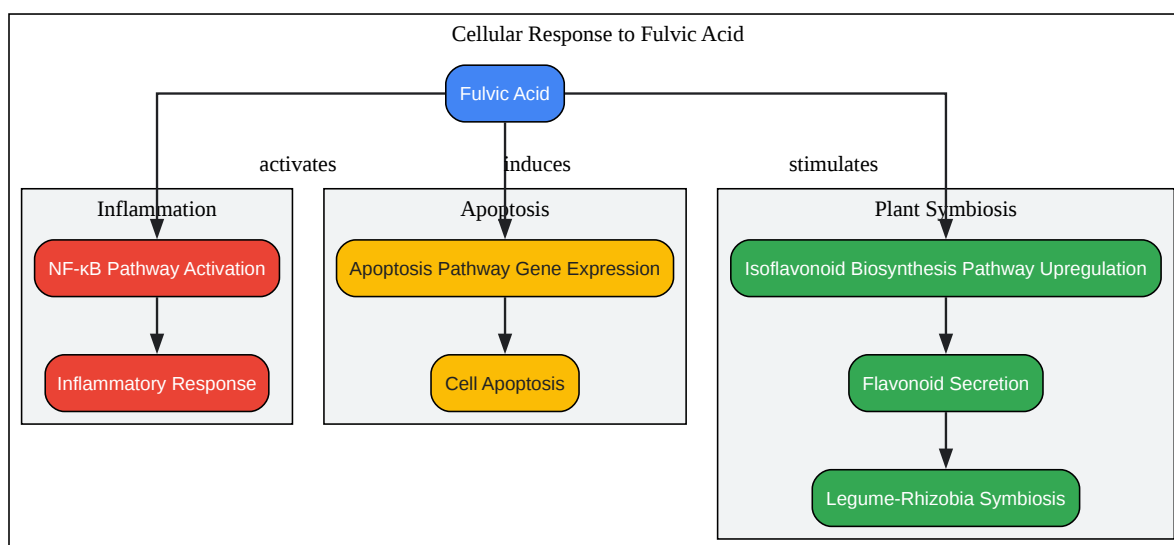 Cellular Response to Fulvic Acid
Fulvic Acid
activates
induces
stimulates
Inflammation
Apoptosis
Plant Symbiosis
NF-κB Pathway Activation
Apoptosis Pathway Gene Expression
Isoflavonoid Biosynthesis Pathway Upregulation
Inflammatory Response
Cell Apoptosis
Flavonoid Secretion
Legume-Rhizobia Symbiosis